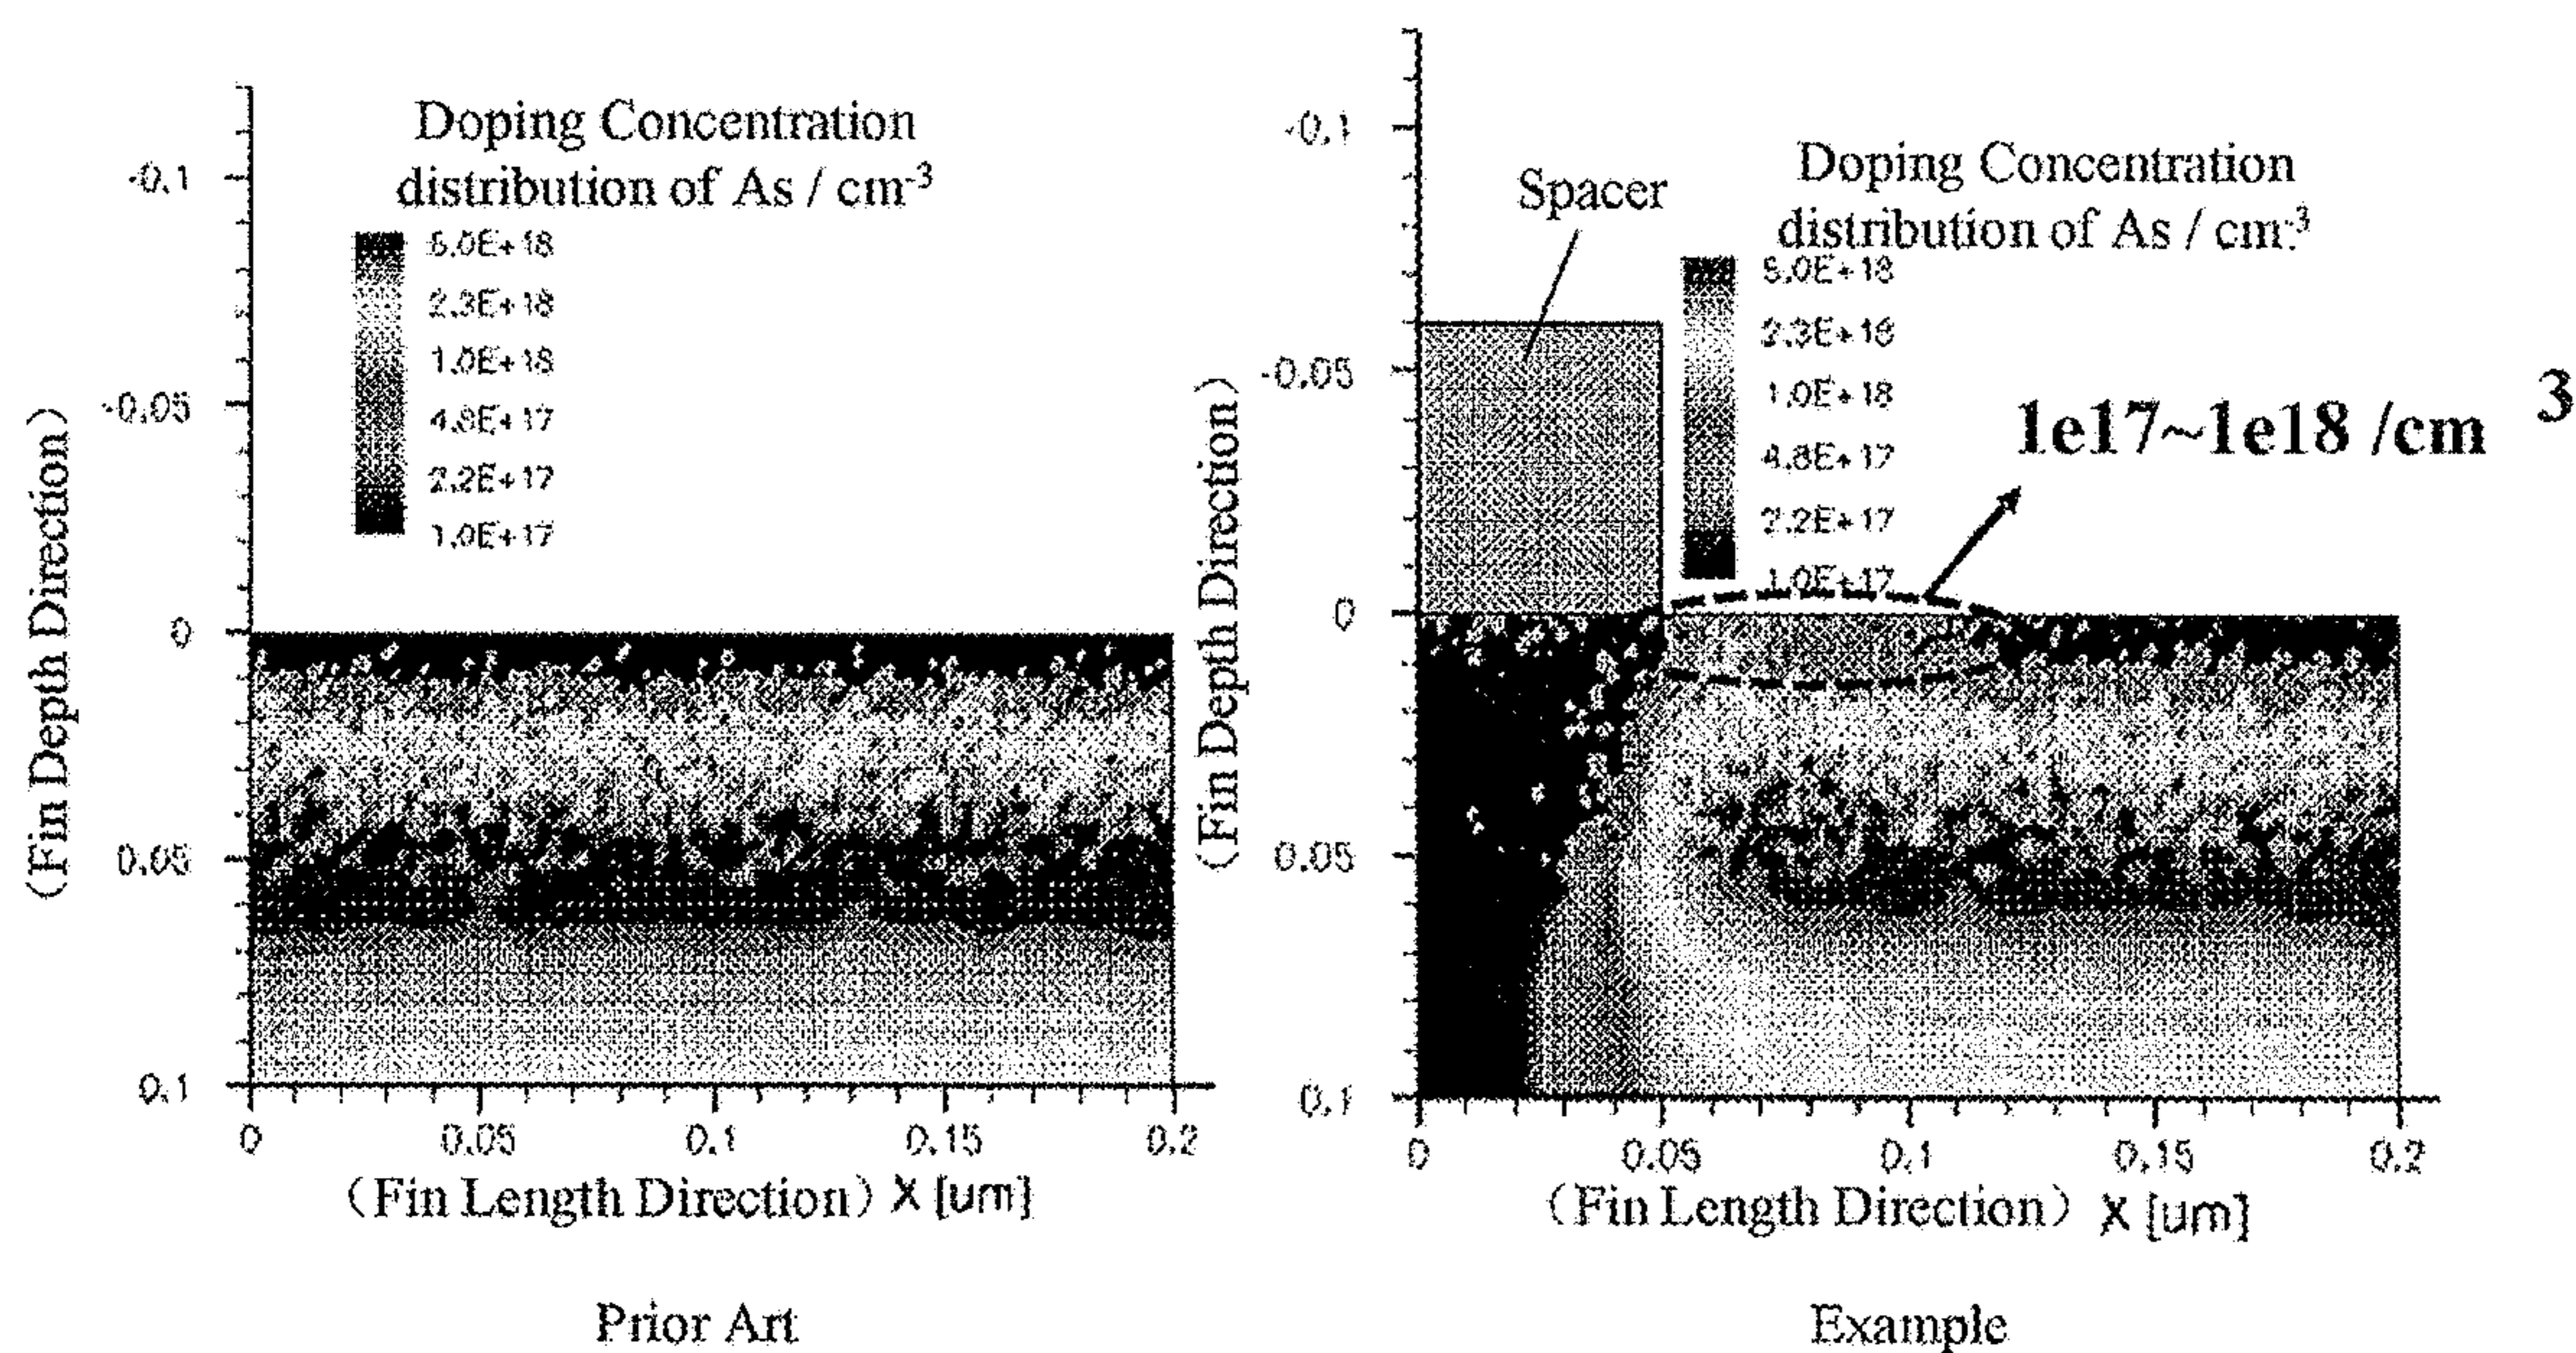 Doping Concentration
distribution of As / cm-3
5.0E+18
2.3E+18
1.0E+18
4.8E+17
2.2E+17
1.0E+17
(Fin Depth Direction)
-0.1
-0.05
0
0.05
0.1
0
0.05
0.1
0.15
0.2
(Fin Length Direction) X [um]
Prior Art
Spacer
Doping Concentration
distribution of As / cm-3
5.0E+18
2.3E+18
1.0E+18
4.8E+17
2.2E+17
1.0E+17
1e17~1e18 /cm 3
(Fin Depth Direction)
-0.1
-0.05
0
0.05
0.1
0
0.05
0.1
0.15
0.2
(Fin Length Direction) X [um]
Example